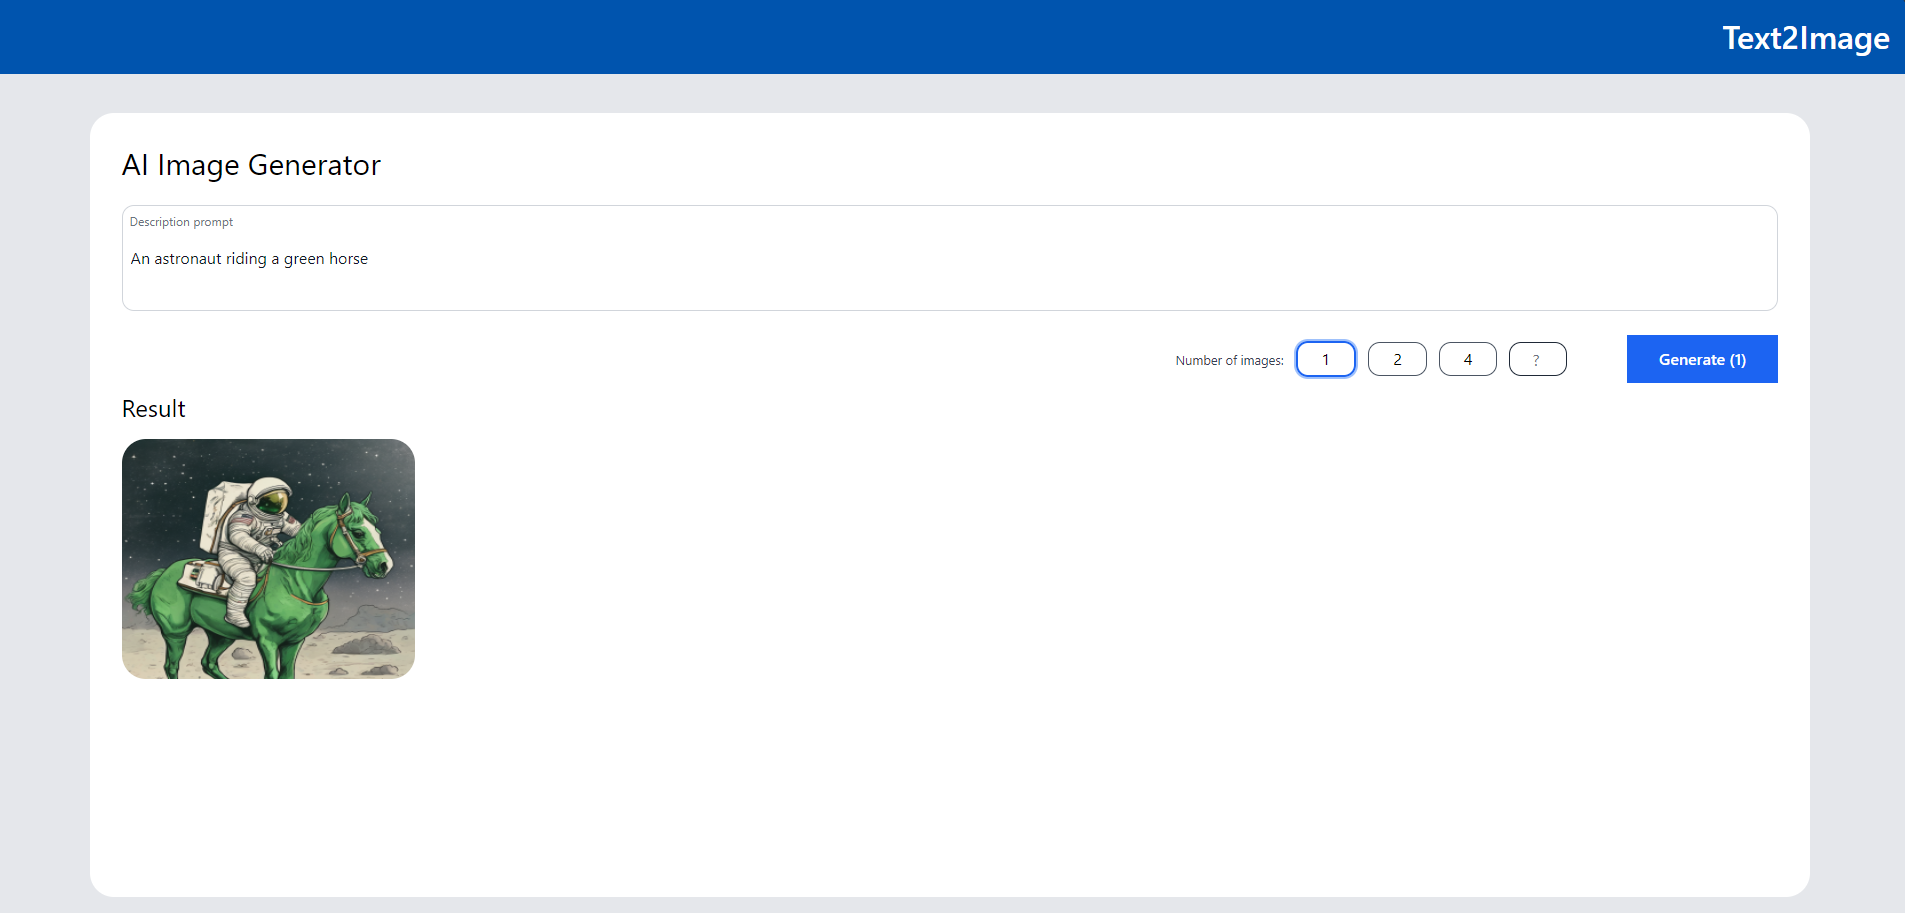 Text2Image
AI Image Generator
Description prompt
An astronaut riding a green horse
Number of images: 1 2 4 ? Generate (1)
Result